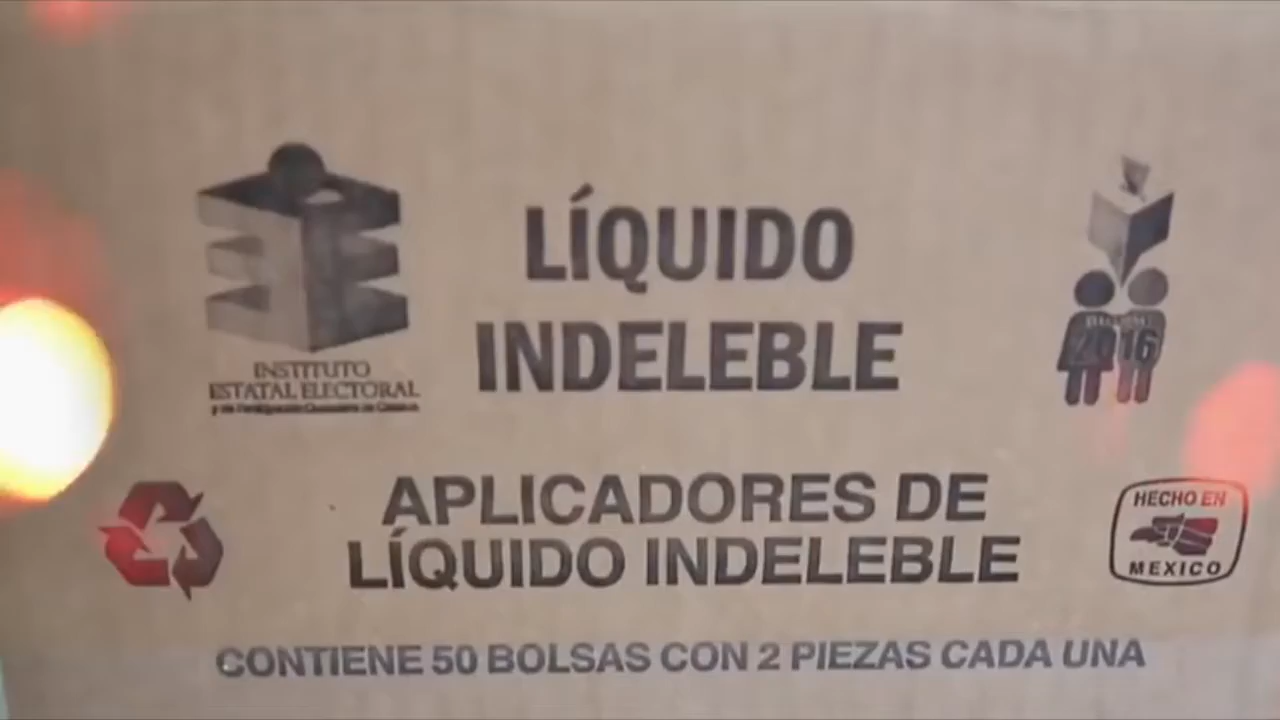 LÍQUIDO
INDELEBLE
INSTITUTO
ESTATAL ELECTORAL
2016
APLICADORES DE
LÍQUIDO INDELEBLE
HECHO EN
MEXICO
CONTIENE 50 BOLSAS CON 2 PIEZAS CADA UNA